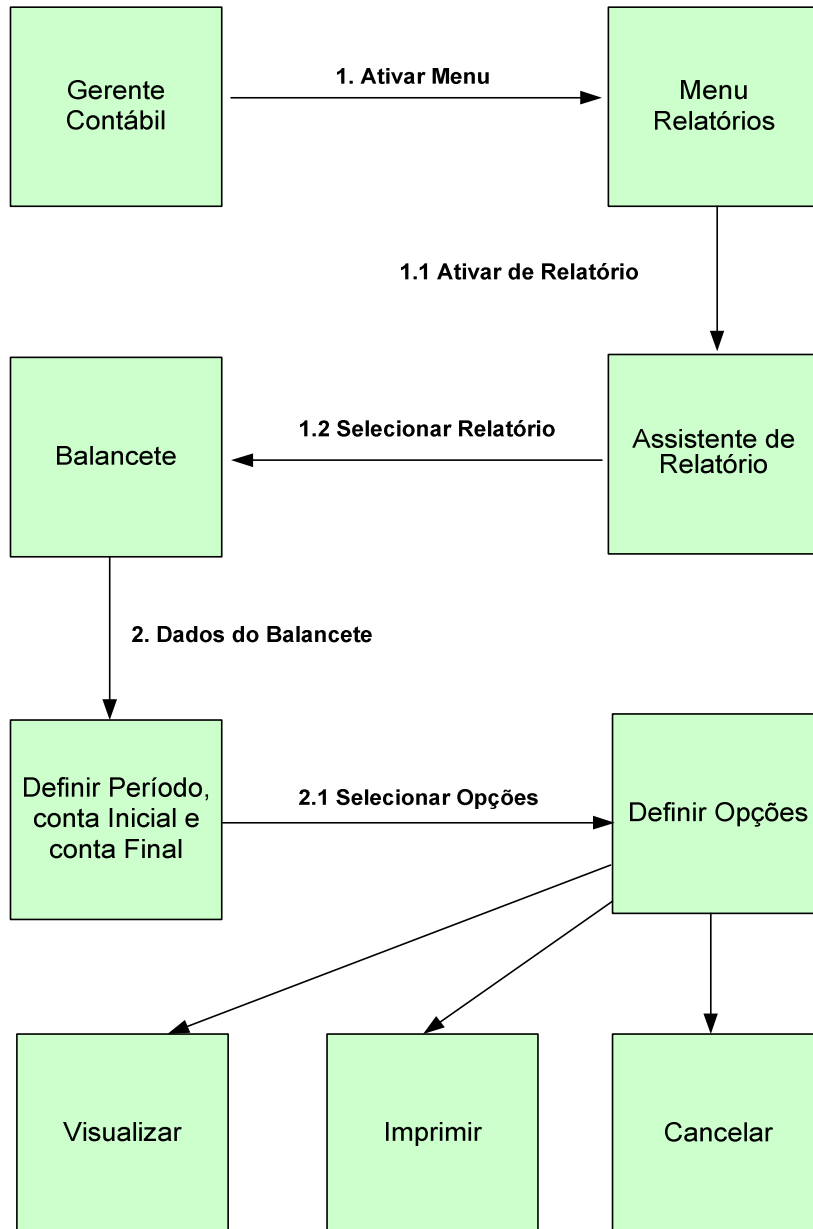 Gerente
Contábil
1. Ativar Menu
Menu
Relatórios
1.1 Ativar de Relatório
Balancete
1.2 Selecionar Relatório
Assistente de
Relatório
2. Dados do Balancete
Definir Período,
conta Inicial e
conta Final
2.1 Selecionar Opções
Definir Opções
Visualizar
Imprimir
Cancelar